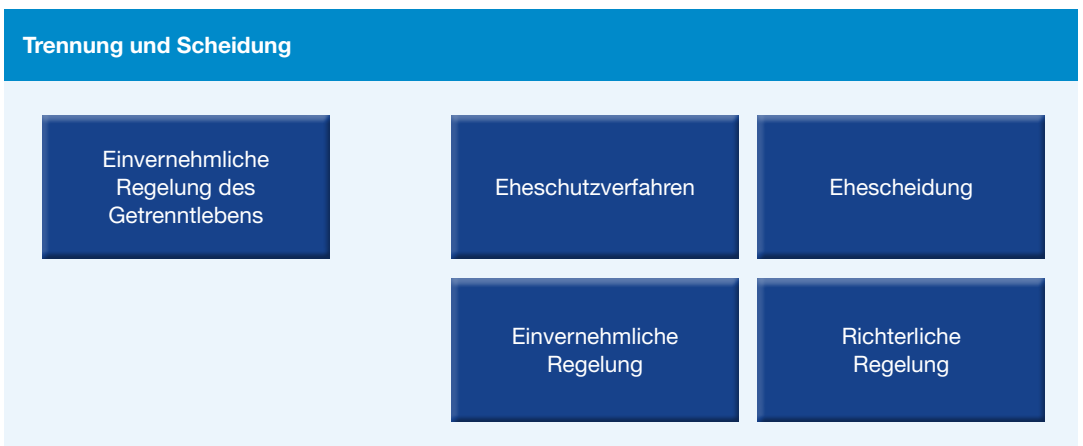 Trennung und Scheidung
Einvernehmliche
Regelung des
Getrenntlebens
Eheschutzverfahren
Ehescheidung
Einvernehmliche
Regelung
Richterliche
Regelung